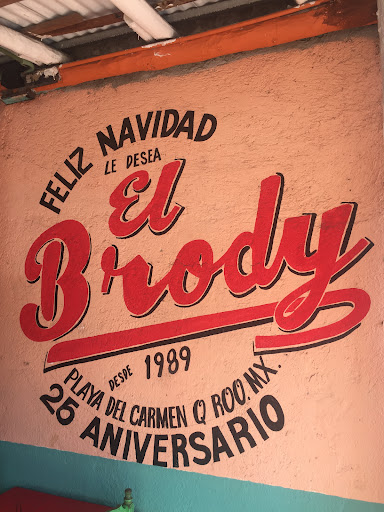 FELIZ NAVIDAD
LE DESEA
El
Brody
DESDE 1989
PLAYA DEL CARMEN Q ROO. MX.
25 ANIVERSARIO